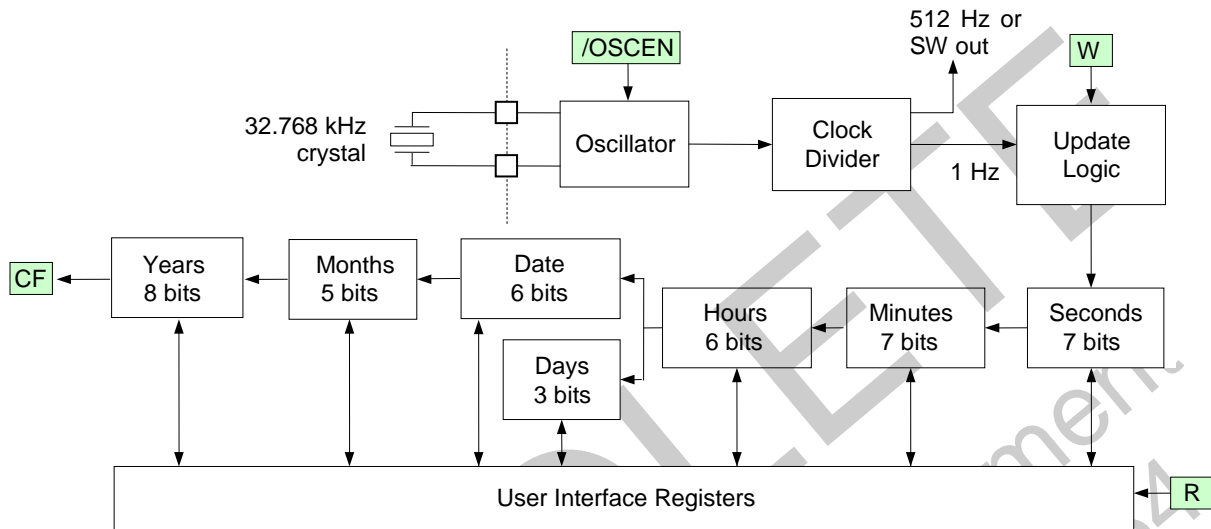 512 Hz or
SW out
/OSCEN
W
32.768 kHz
crystal
Oscillator
Clock
Divider
1 Hz
Update
Logic
CF
Years
8 bits
Months
5 bits
Date
6 bits
Days
3 bits
Hours
6 bits
Minutes
7 bits
Seconds
7 bits
User Interface Registers
R